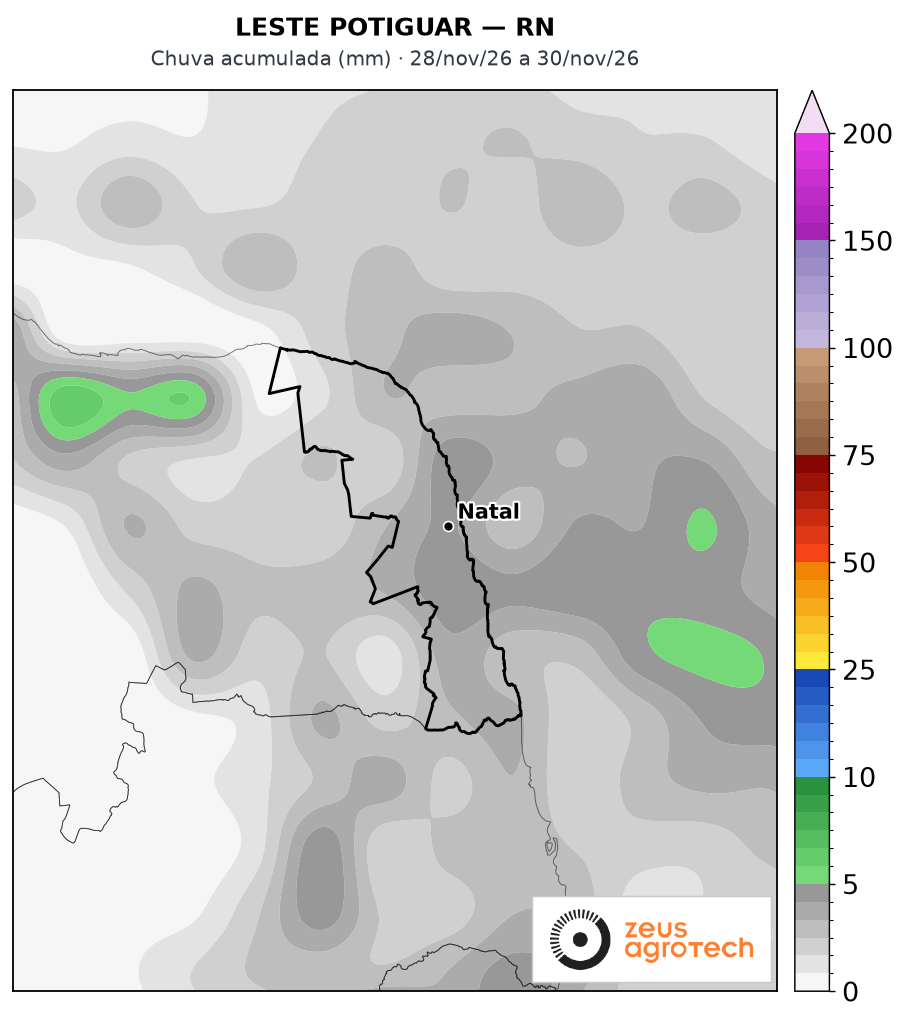 LESTE POTIGUAR — RN
Chuva acumulada (mm) · 28/nov/26 a 30/nov/26
200
150
100
75
50
25
10
5
0
Natal
zeus
agrotech